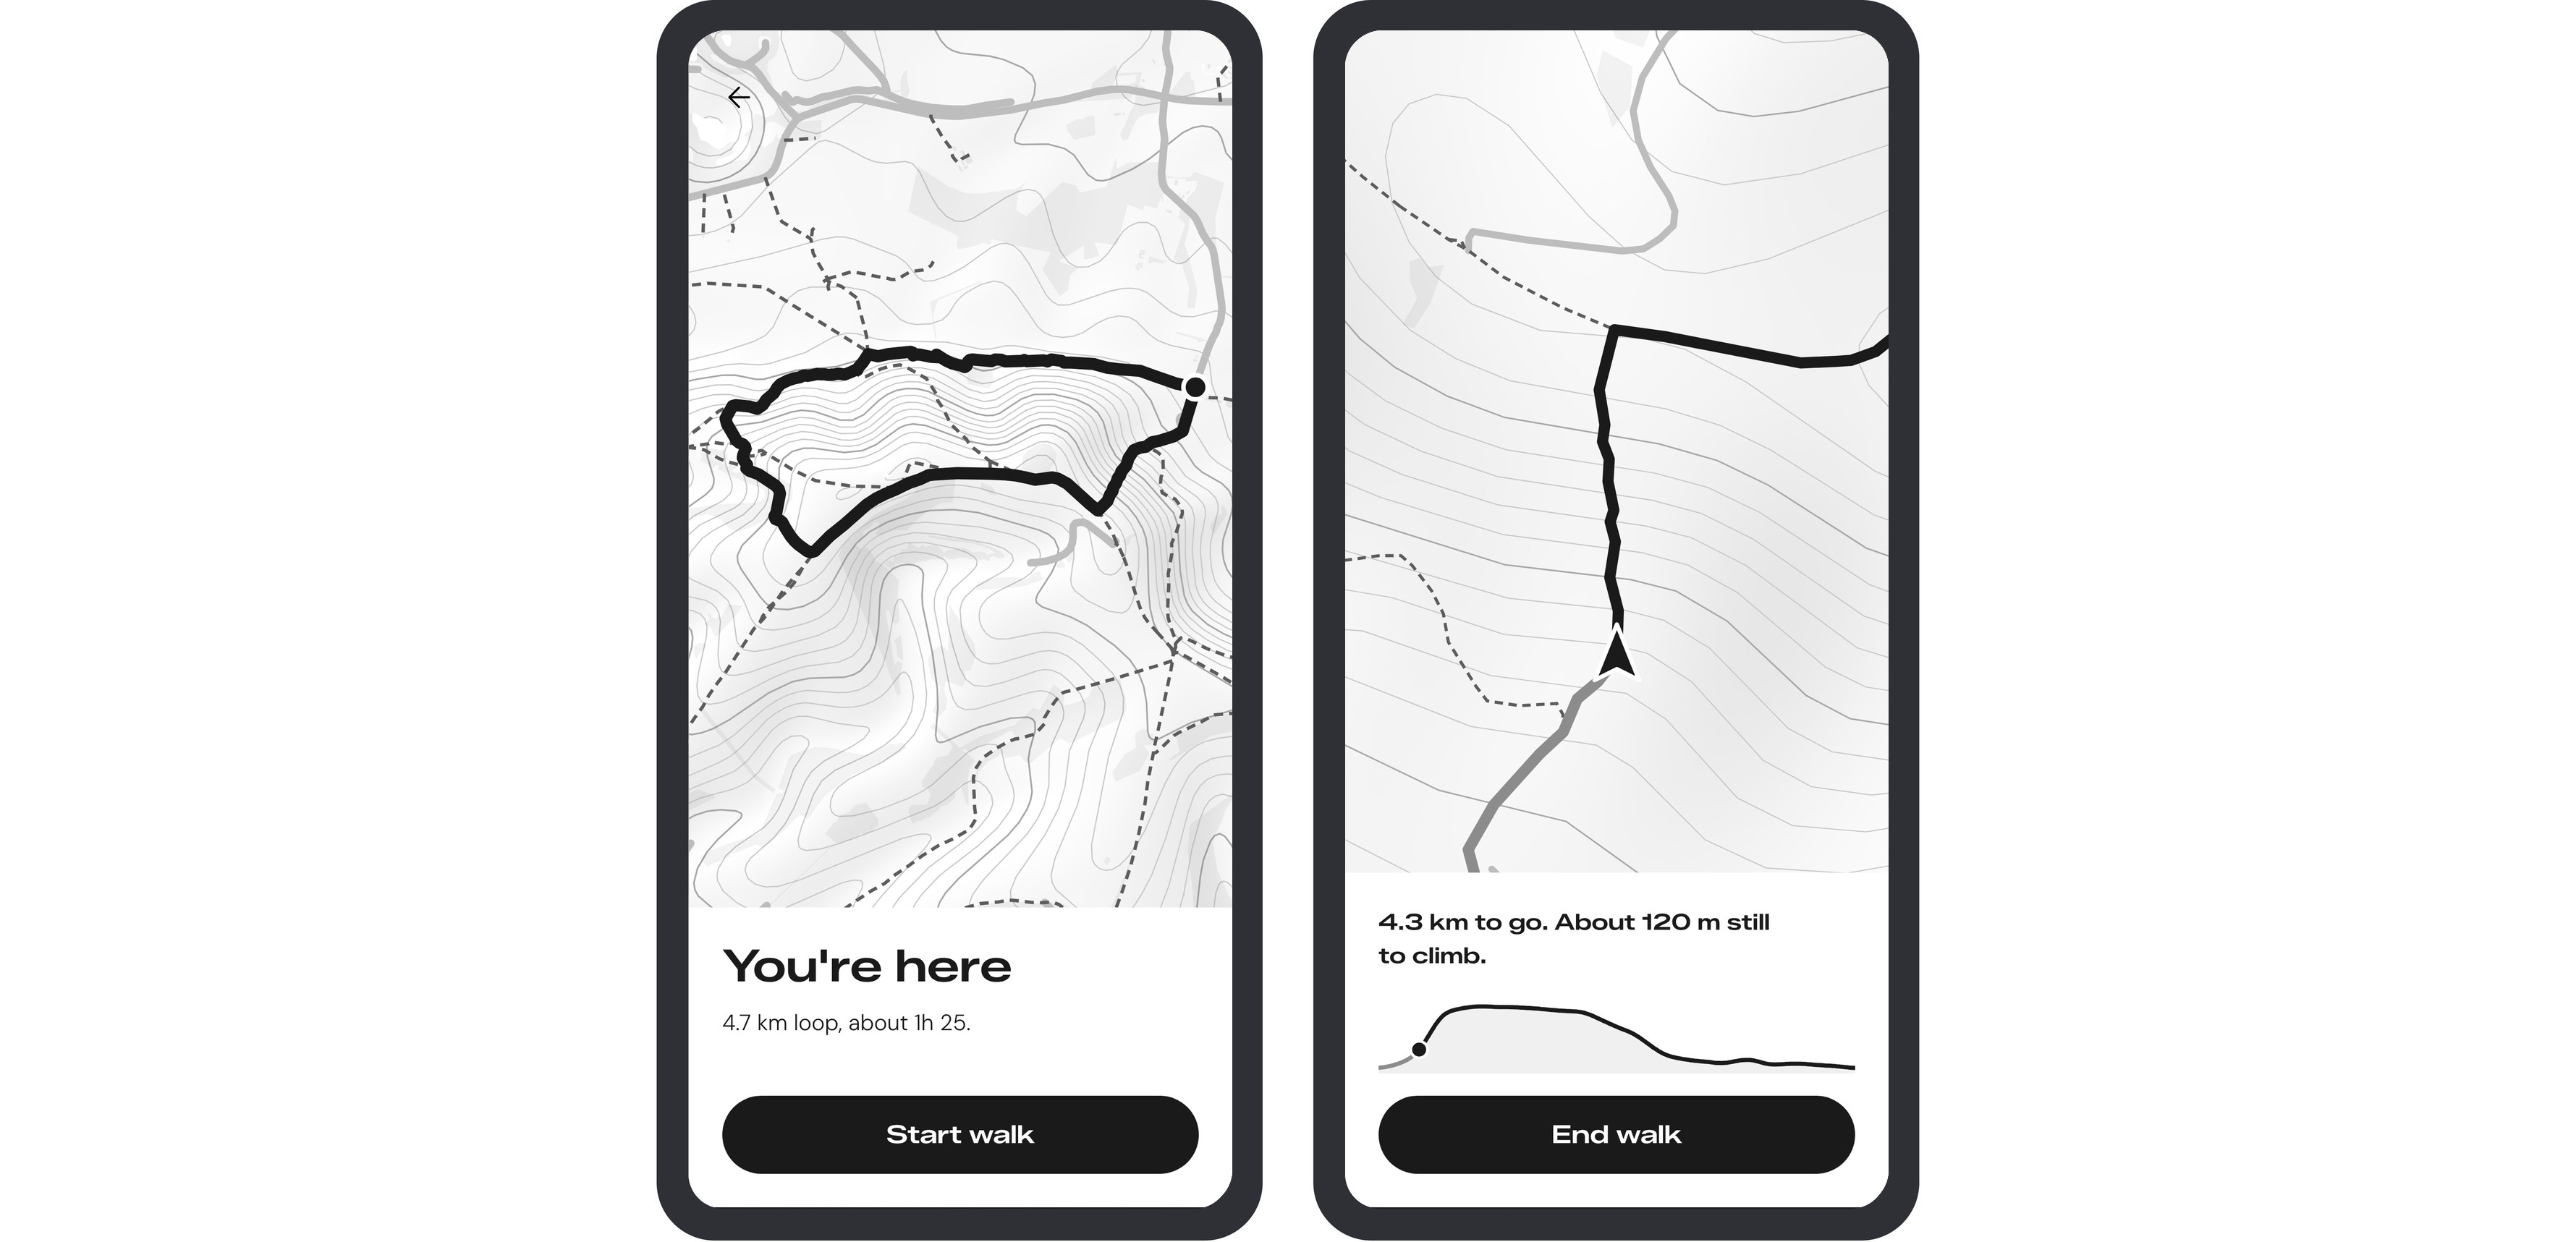 You're here
4.7 km loop, about 1h 25.
Start walk
4.3 km to go. About 120 m still
to climb.
End walk